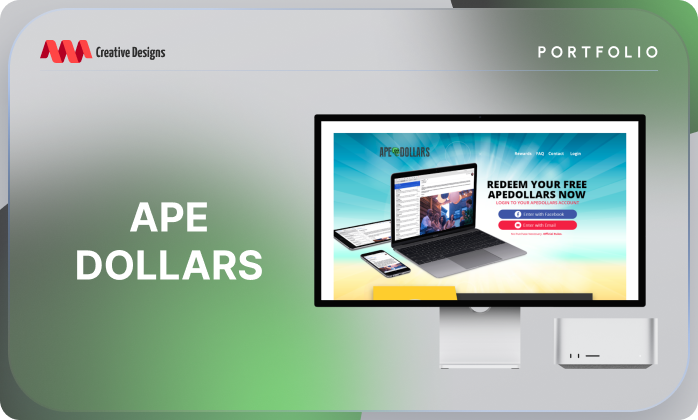 Creative Designs
PORTFOLIO
APE
DOLLARS
APE DOLLARS
Rewards FAQ Contact Login
REDEEM YOUR FREE
APEDOLLARS NOW
LOGIN TO YOUR APEDOLLARS ACCOUNT
Enter with Facebook
Enter with Email